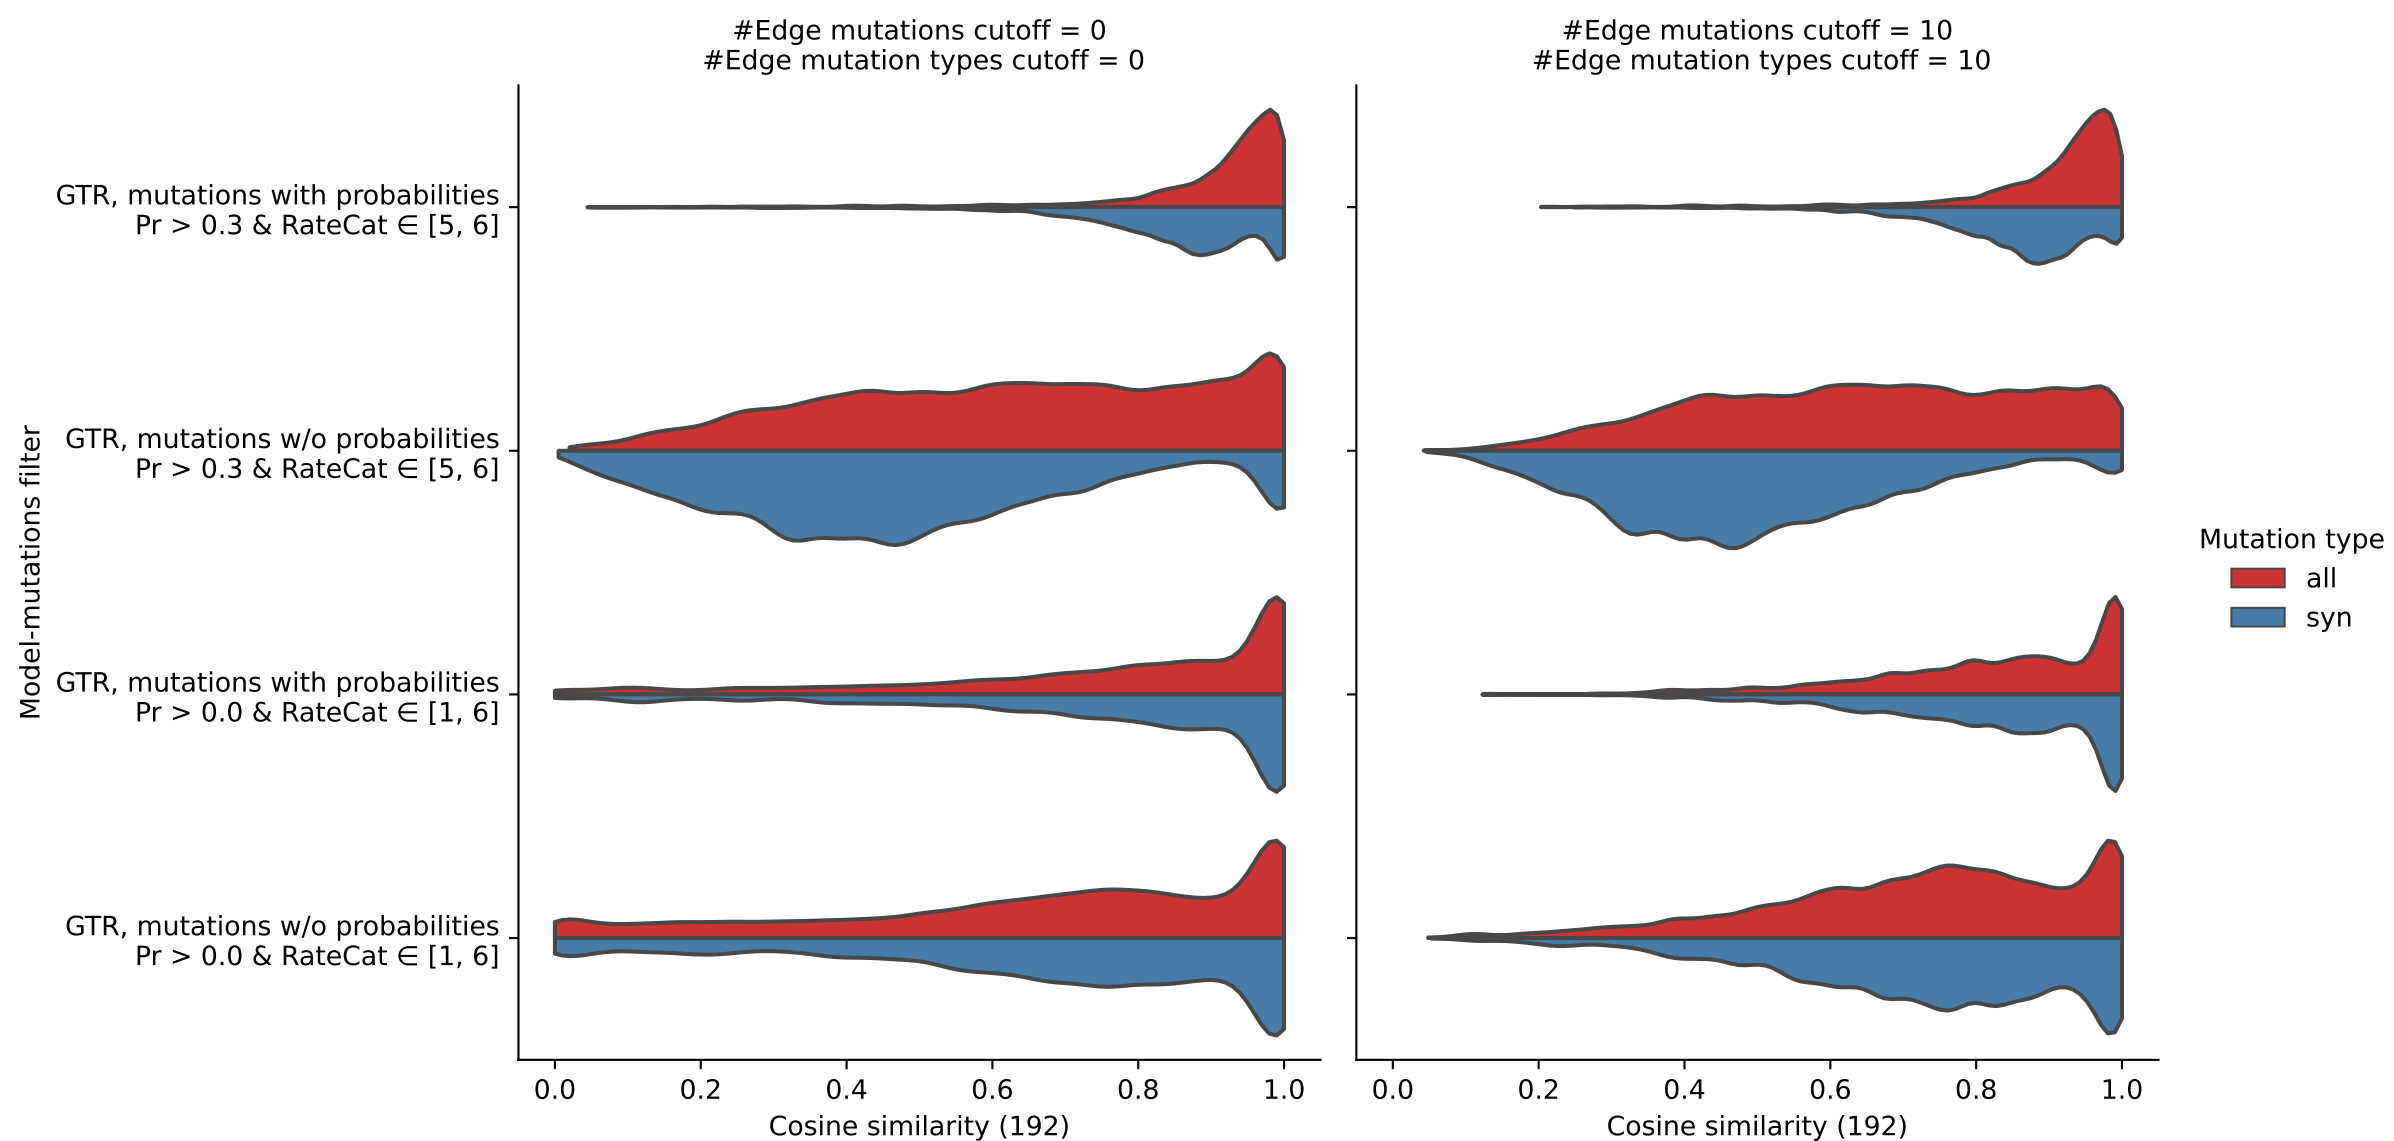 #Edge mutations cutoff = 0
#Edge mutation types cutoff = 0
#Edge mutations cutoff = 10
#Edge mutation types cutoff = 10
Model-mutations filter
GTR, mutations with probabilities
Pr > 0.3 & RateCat ∈ [5, 6]
GTR, mutations w/o probabilities
Pr > 0.3 & RateCat ∈ [5, 6]
GTR, mutations with probabilities
Pr > 0.0 & RateCat ∈ [1, 6]
GTR, mutations w/o probabilities
Pr > 0.0 & RateCat ∈ [1, 6]
0.0 0.2 0.4 0.6 0.8 1.0
Cosine similarity (192)
0.0 0.2 0.4 0.6 0.8 1.0
Cosine similarity (192)
Mutation type
all
syn